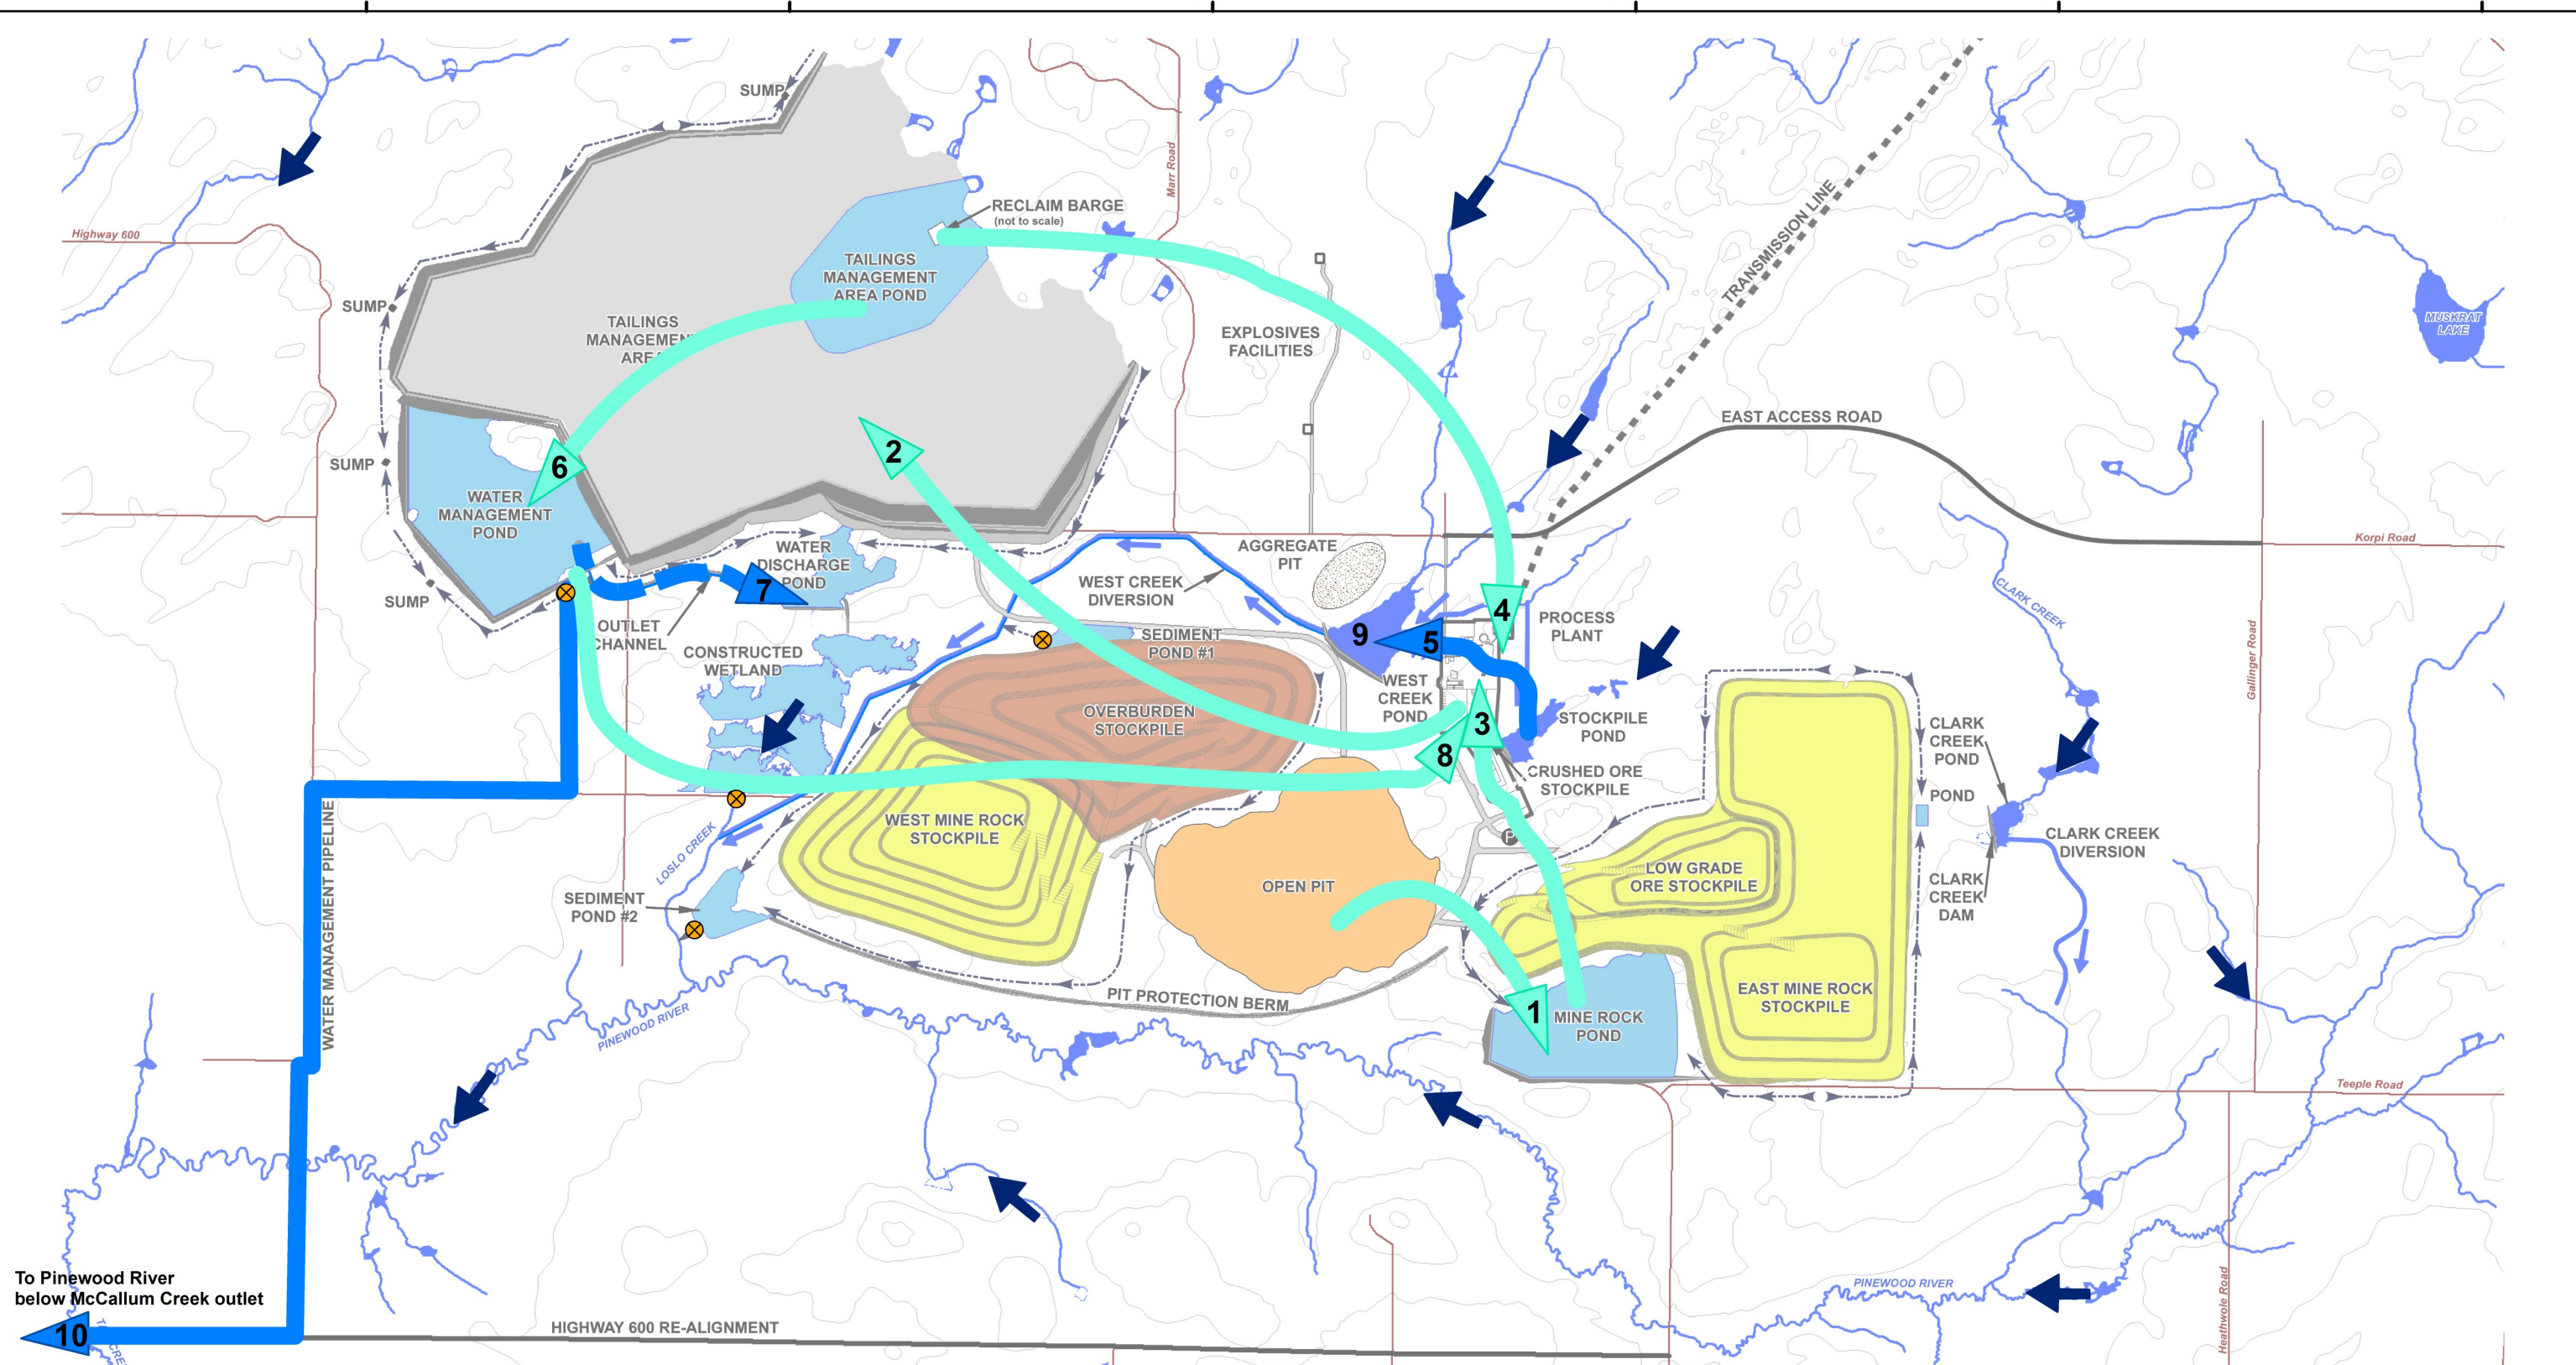 SUMP
Marr Road
RECLAIM BARGE
(not to scale)
Highway 600
TRANSMISSION LINE
TAILINGS
MANAGEMENT
AREA POND
SUMP
TAILINGS
MANAGEMENT
AREA
EXPLOSIVES
FACILITIES
MUSKRAT
LAKE
EAST ACCESS ROAD
2
6
SUMP
WATER
MANAGEMENT
POND
Korpi Road
WATER
DISCHARGE
POND
7
AGGREGATE
PIT
WEST CREEK
DIVERSION
CLARK CREEK
SUMP
OUTLET
CHANNEL
4
PROCESS
PLANT
9
5
SEDIMENT
POND #1
CONSTRUCTED
WETLAND
Gallinger Road
WEST
CREEK
POND
OVERBURDEN
STOCKPILE
3
STOCKPILE
POND
CLARK
CREEK
POND
8
CRUSHED ORE
STOCKPILE
POND
WEST MINE ROCK
STOCKPILE
P
CLARK CREEK
DIVERSION
LOSLO CREEK
LOW GRADE
ORE STOCKPILE
OPEN PIT
CLARK
CREEK
DAM
SEDIMENT
POND #2
WATER MANAGEMENT PIPELINE
PIT PROTECTION BERM
1
MINE ROCK
POND
EAST MINE ROCK
STOCKPILE
PINEWOOD RIVER
Teeple Road
To Pinewood River
below McCallum Creek outlet
PINEWOOD RIVER
Heathwole Road
10
HIGHWAY 600 RE-ALIGNMENT